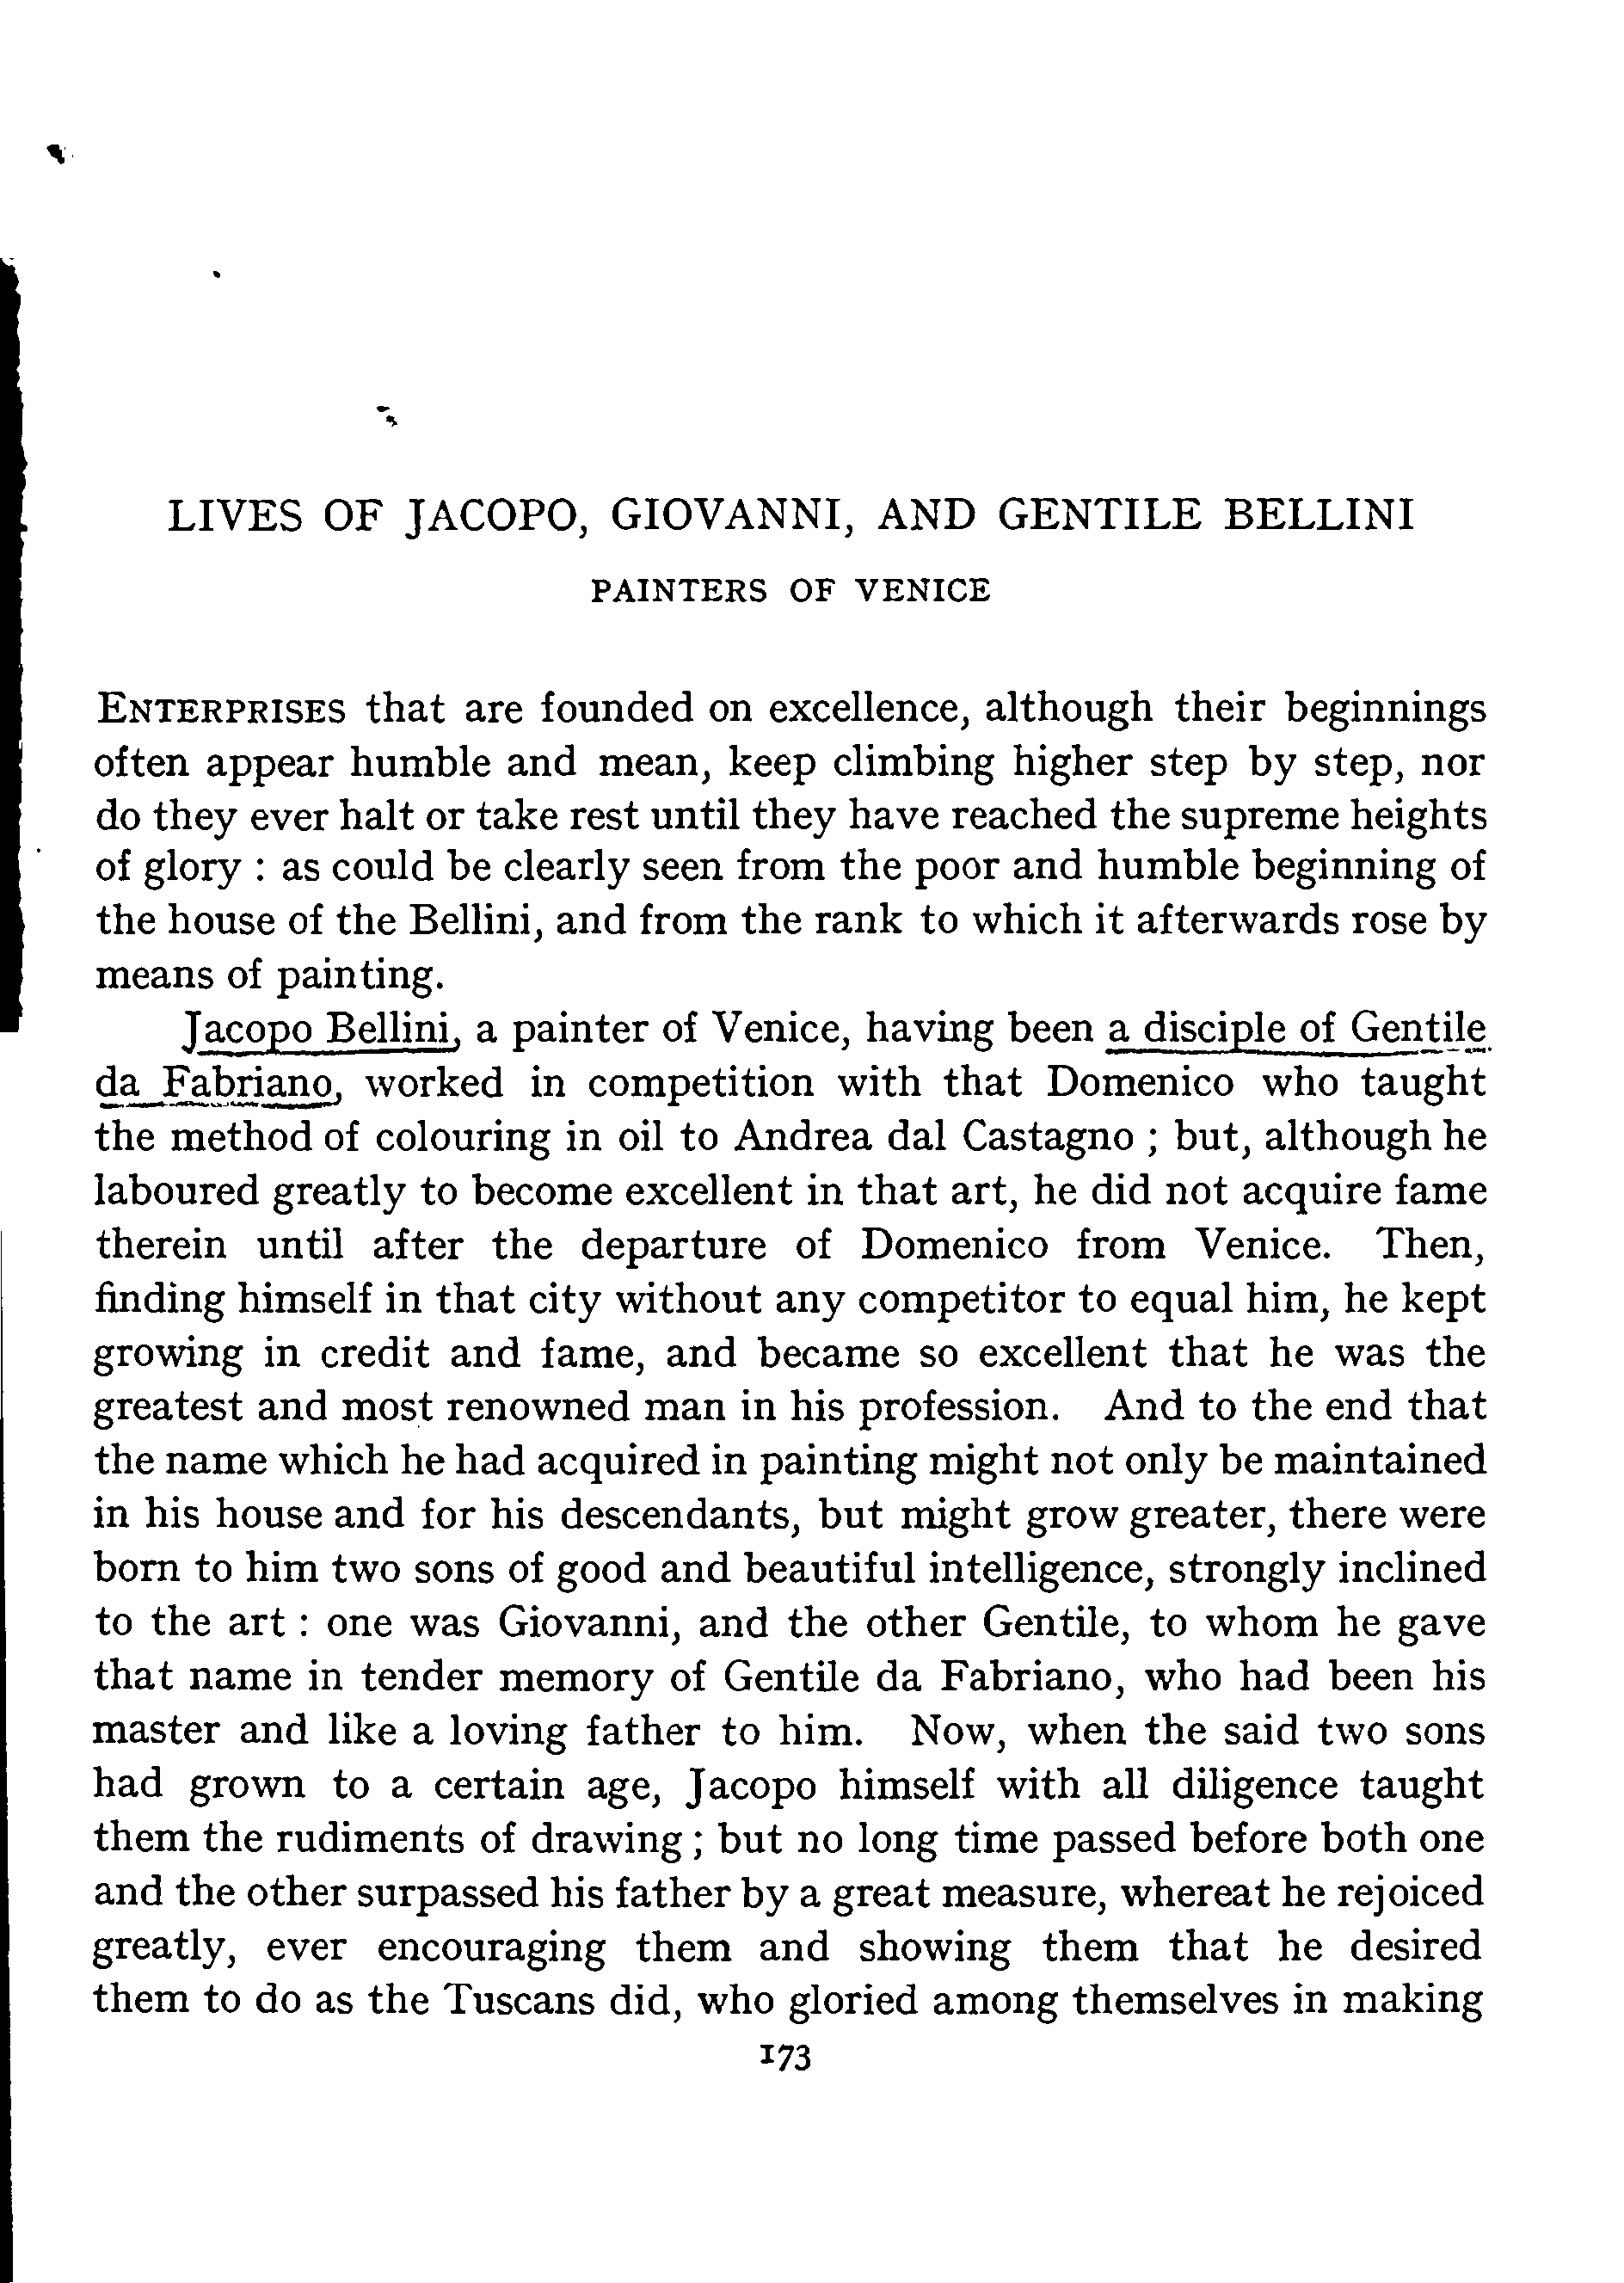 LIVES OF JACOPO, GIOVANNI, AND GENTILE BELLINI
PAINTERS OF VENICE
ENTERPRISES that are founded on excellence, although their beginnings
often appear humble and mean, keep climbing higher step by step, nor
do they ever halt or take rest until they have reached the supreme heights
of glory : as could be clearly seen from the poor and humble beginning of
the house of the Bellini, and from the rank to which it afterwards rose by
means of painting.
Jacopo Bellini, a painter of Venice, having been a disciple of Gentile
da Fabriano, worked in competition with that Domenico who taught
the method of colouring in oil to Andrea dal Castagno ; but, although he
laboured greatly to become excellent in that art, he did not acquire fame
therein until after the departure of Domenico from Venice. Then,
finding himself in that city without any competitor to equal him, he kept
growing in credit and fame, and became so excellent that he was the
greatest and most renowned man in his profession. And to the end that
the name which he had acquired in painting might not only be maintained
in his house and for his descendants, but might grow greater, there were
born to him two sons of good and beautiful intelligence, strongly inclined
to the art : one was Giovanni, and the other Gentile, to whom he gave
that name in tender memory of Gentile da Fabriano, who had been his
master and like a loving father to him. Now, when the said two sons
had grown to a certain age, Jacopo himself with all diligence taught
them the rudiments of drawing ; but no long time passed before both one
and the other surpassed his father by a great measure, whereat he rejoiced
greatly, ever encouraging them and showing them that he desired
them to do as the Tuscans did, who gloried among themselves in making
173